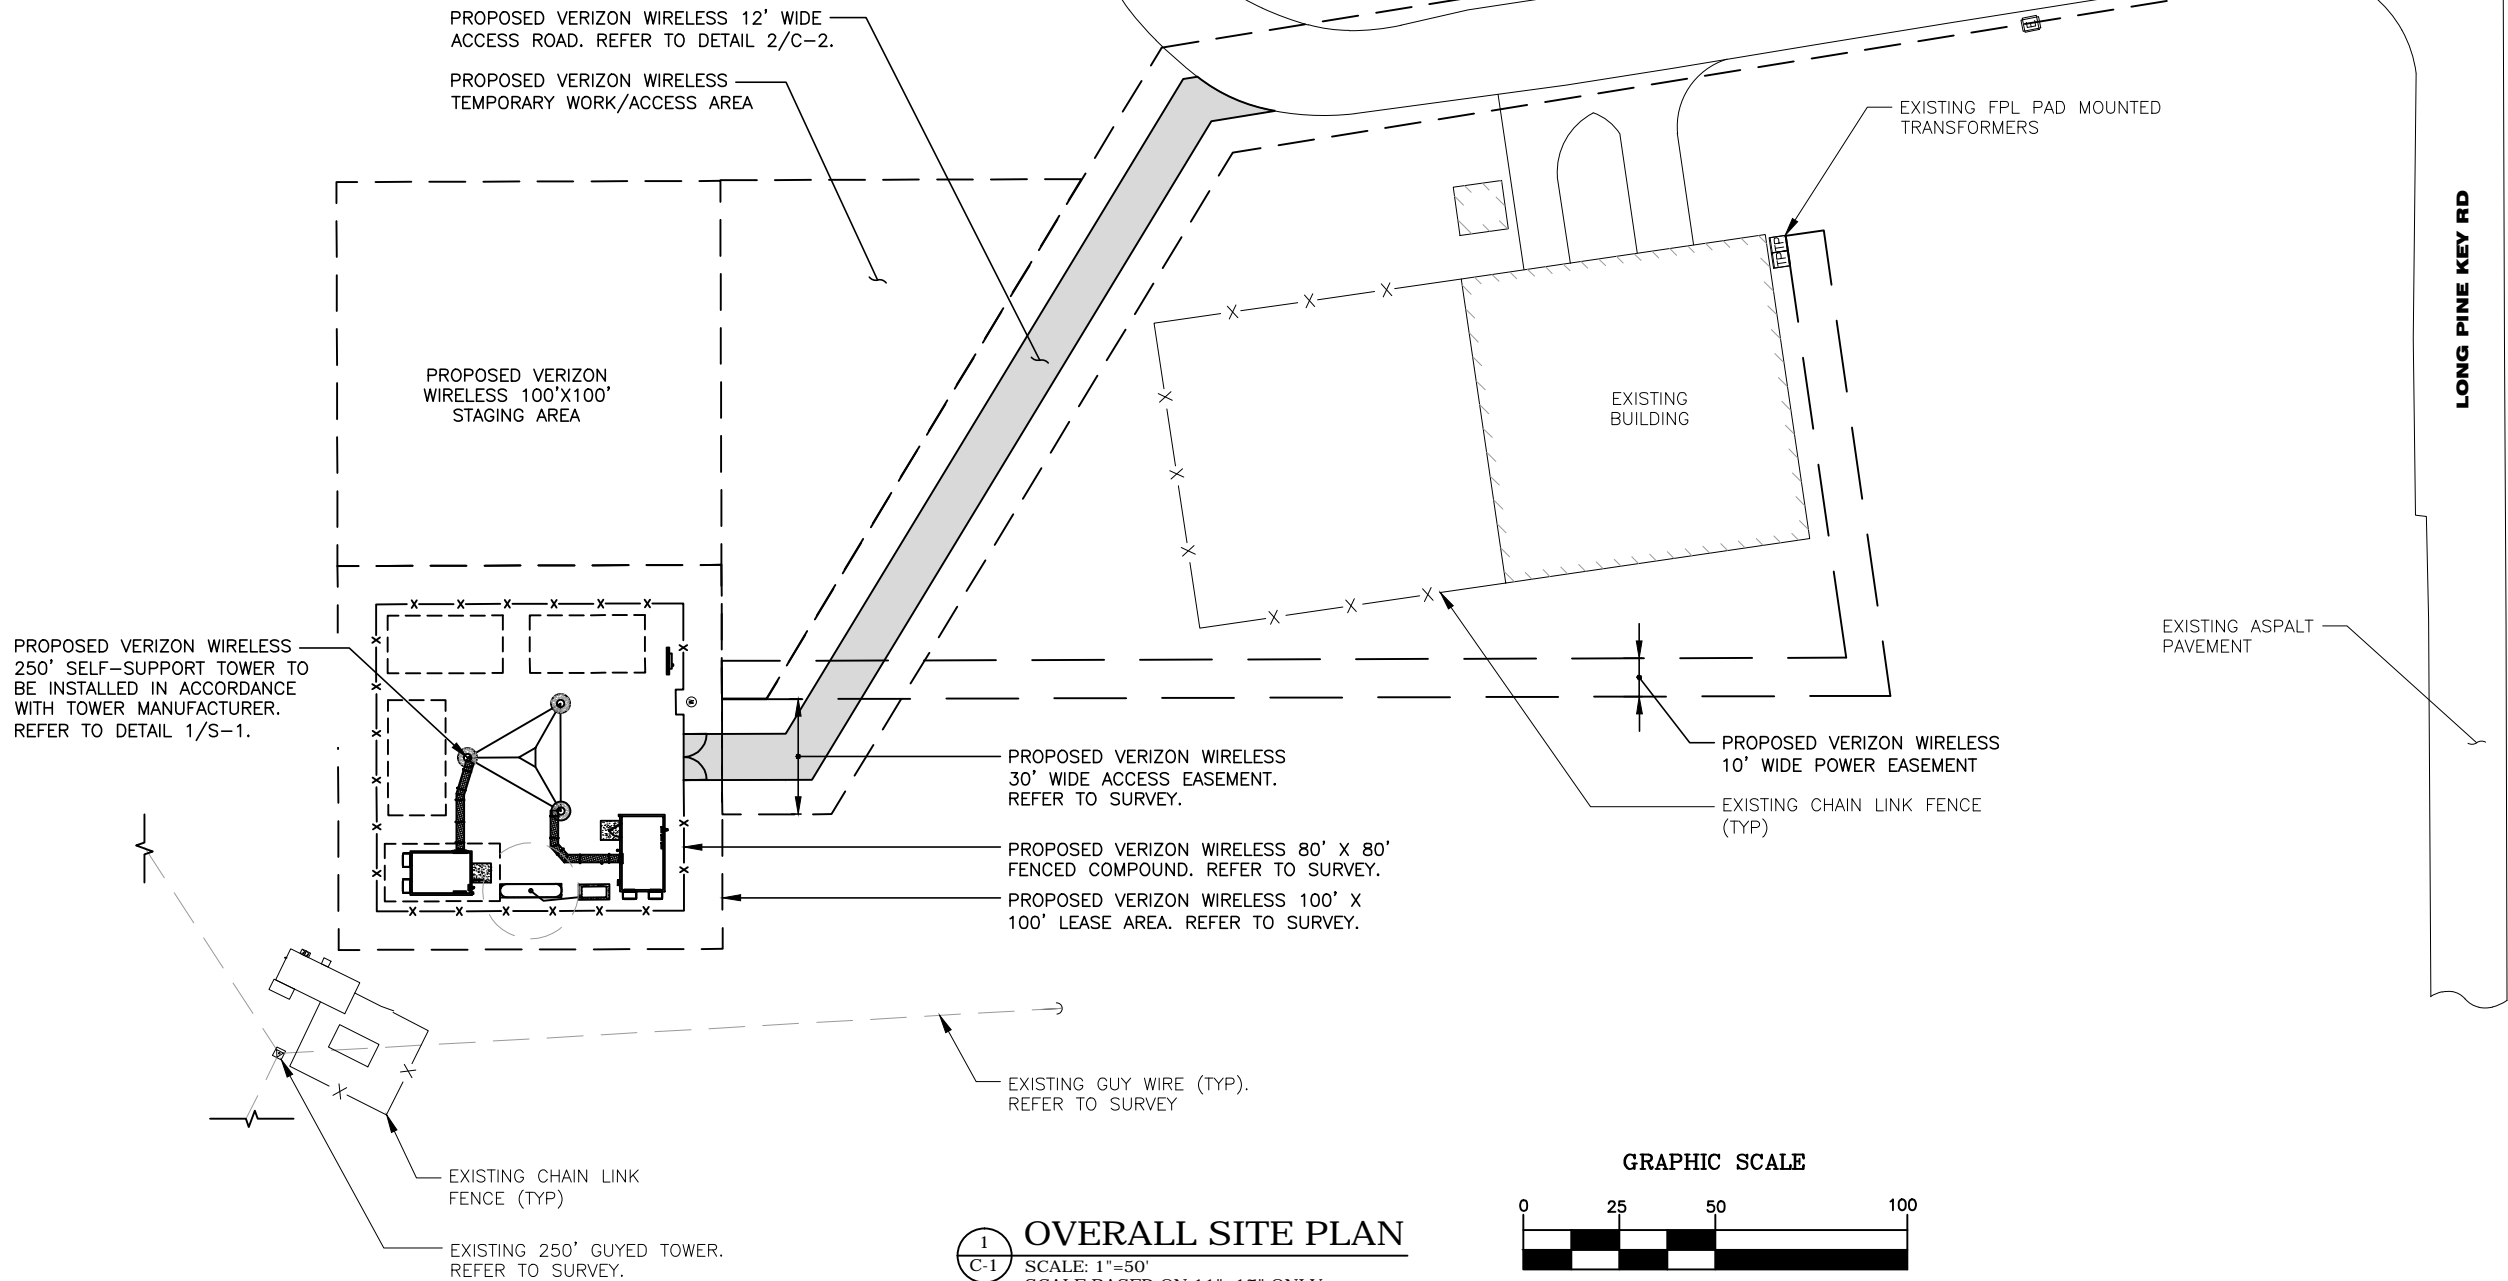 PROPOSED VERIZON WIRELESS 12' WIDE
ACCESS ROAD. REFER TO DETAIL 2/C-2.
PROPOSED VERIZON WIRELESS
TEMPORARY WORK/ACCESS AREA
EXISTING FPL PAD MOUNTED
TRANSFORMERS
TP TP
LONG PINE KEY RD
PROPOSED VERIZON
WIRELESS 100'X100'
STAGING AREA
EXISTING
BUILDING
PROPOSED VERIZON WIRELESS
250' SELF-SUPPORT TOWER TO
BE INSTALLED IN ACCORDANCE
WITH TOWER MANUFACTURER.
REFER TO DETAIL 1/S-1.
EXISTING ASPALT
PAVEMENT
PROPOSED VERIZON WIRELESS
30' WIDE ACCESS EASEMENT.
REFER TO SURVEY.
PROPOSED VERIZON WIRELESS
10' WIDE POWER EASEMENT
EXISTING CHAIN LINK FENCE
(TYP)
PROPOSED VERIZON WIRELESS 80' X 80'
FENCED COMPOUND. REFER TO SURVEY.
PROPOSED VERIZON WIRELESS 100' X
100' LEASE AREA. REFER TO SURVEY.
EXISTING GUY WIRE (TYP).
REFER TO SURVEY
EXISTING CHAIN LINK
FENCE (TYP)
EXISTING 250' GUYED TOWER.
REFER TO SURVEY.
1
C-1
OVERALL SITE PLAN
SCALE: 1"=50'
GRAPHIC SCALE
0 25 50 100